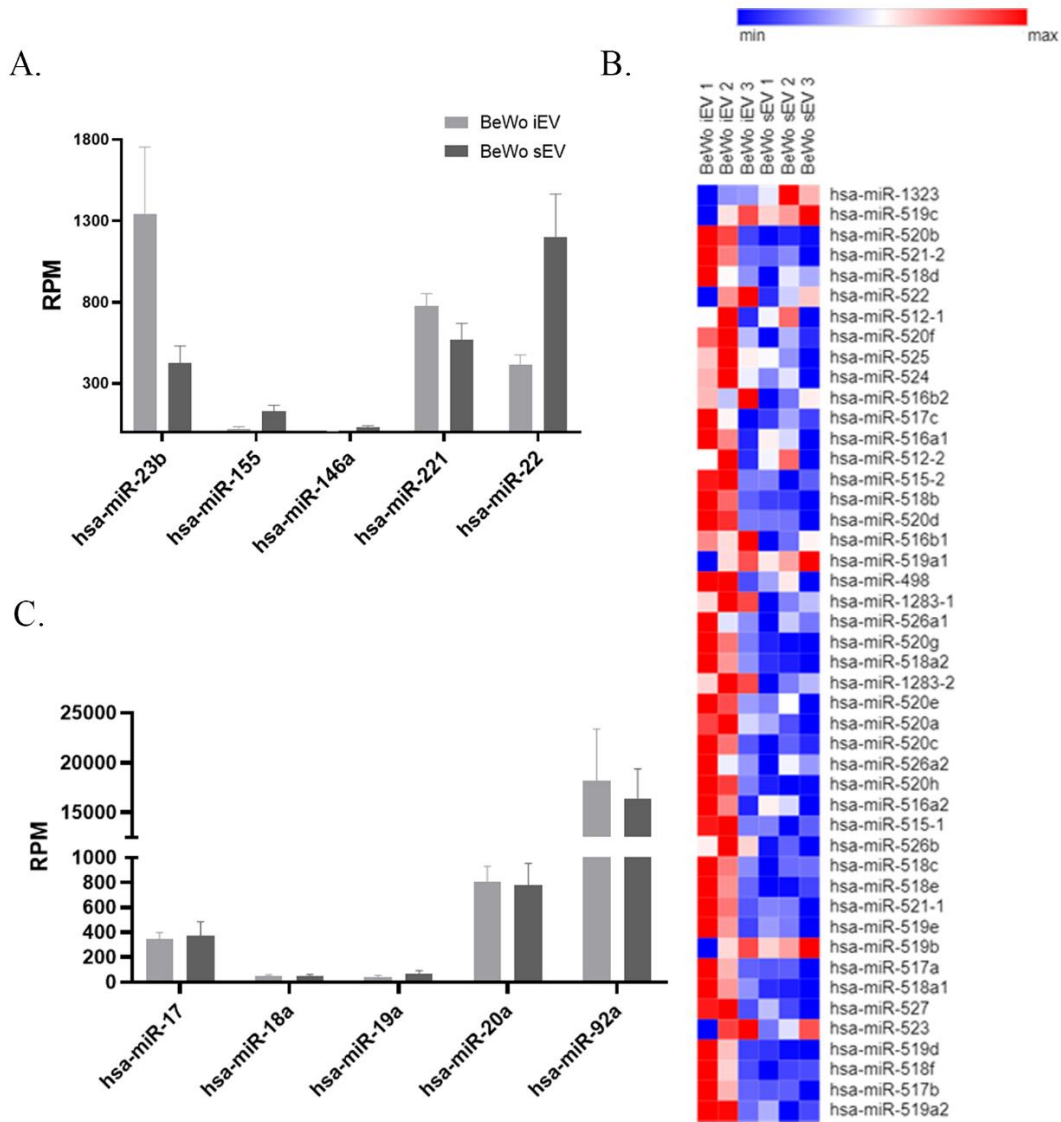 A.
RPM
1800
1300
800
300
BeWo iEV
BeWo sEV
hsa-miR-23b
hsa-miR-155
hsa-miR-146a
hsa-miR-221
hsa-miR-22
B.
min
max
BeWo iEV 1
BeWo iEV 2
BeWo iEV 3
BeWo sEV 1
BeWo sEV 2
BeWo sEV 3
hsa-miR-1323
hsa-miR-519c
hsa-miR-520b
hsa-miR-521-2
hsa-miR-518d
hsa-miR-522
hsa-miR-512-1
hsa-miR-520f
hsa-miR-525
hsa-miR-524
hsa-miR-516b2
hsa-miR-517c
hsa-miR-516a1
hsa-miR-512-2
hsa-miR-515-2
hsa-miR-518b
hsa-miR-520d
hsa-miR-516b1
hsa-miR-519a1
hsa-miR-498
hsa-miR-1283-1
hsa-miR-526a1
hsa-miR-520g
hsa-miR-518a2
hsa-miR-1283-2
hsa-miR-520e
hsa-miR-520a
hsa-miR-520c
hsa-miR-526a2
hsa-miR-520h
hsa-miR-516a2
hsa-miR-515-1
hsa-miR-526b
hsa-miR-518c
hsa-miR-518e
hsa-miR-521-1
hsa-miR-519e
hsa-miR-519b
hsa-miR-517a
hsa-miR-518a1
hsa-miR-527
hsa-miR-523
hsa-miR-519d
hsa-miR-518f
hsa-miR-517b
hsa-miR-519a2
C.
RPM
25000
20000
15000
1000
800
600
400
200
0
hsa-miR-17
hsa-miR-18a
hsa-miR-19a
hsa-miR-20a
hsa-miR-92a